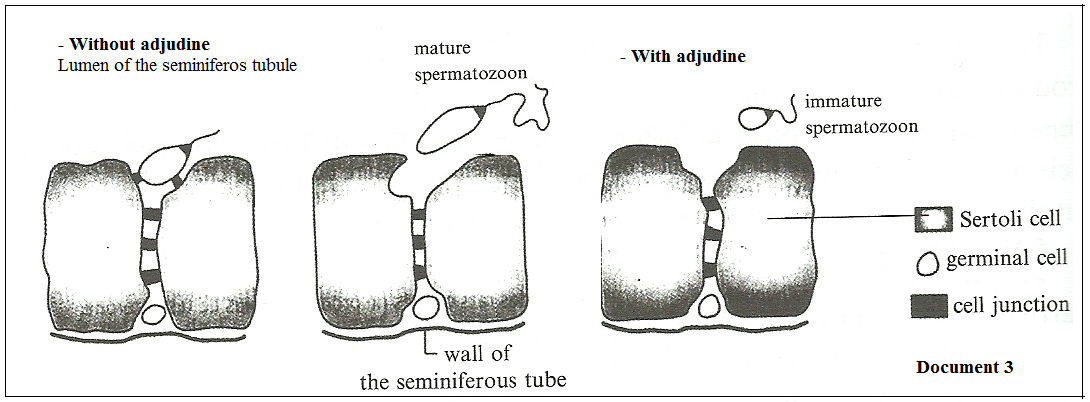 - Without adjudine
Lumen of the seminiferos tubule
mature
spermatozoon
- With adjudine
immature
spermatozoon
Sertoli cell
germinal cell
cell junction
wall of
the seminiferous tube
Document 3